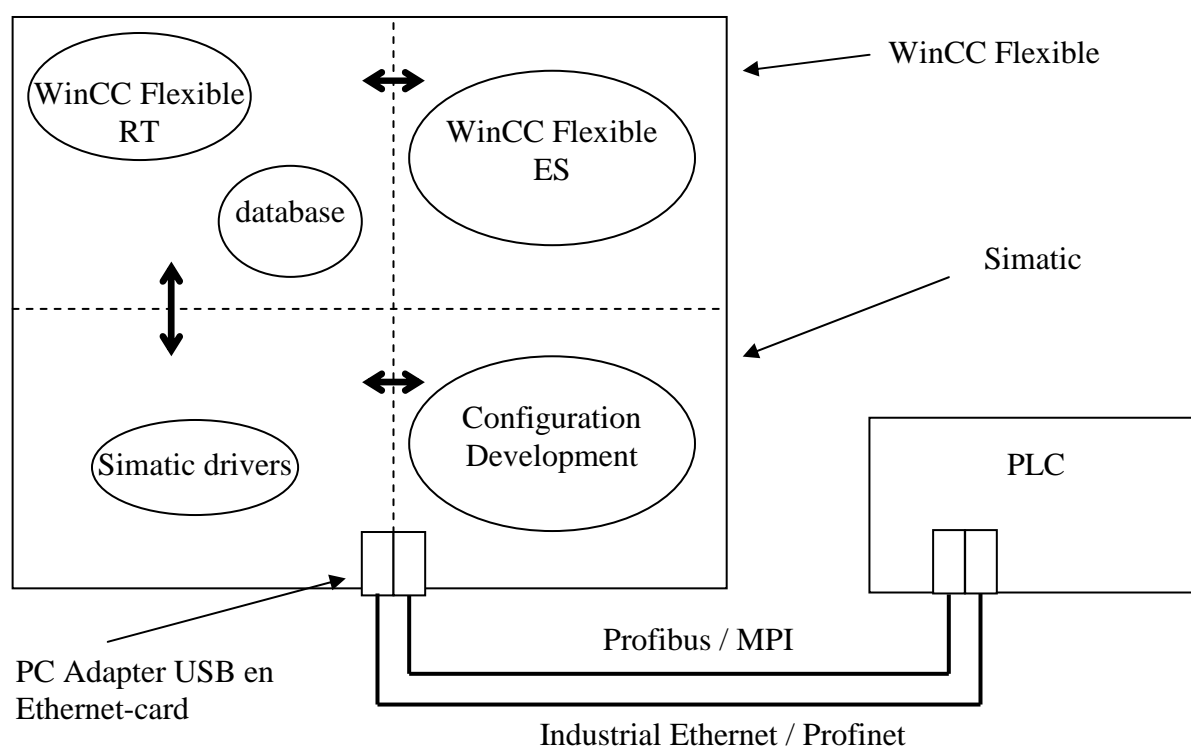 WinCC Flexible
WinCC Flexible
RT
WinCC Flexible
ES
database
Simatic
Configuration
Development
Simatic drivers
PLC
Profibus / MPI
PC Adapter USB en
Ethernet-card
Industrial Ethernet / Profinet